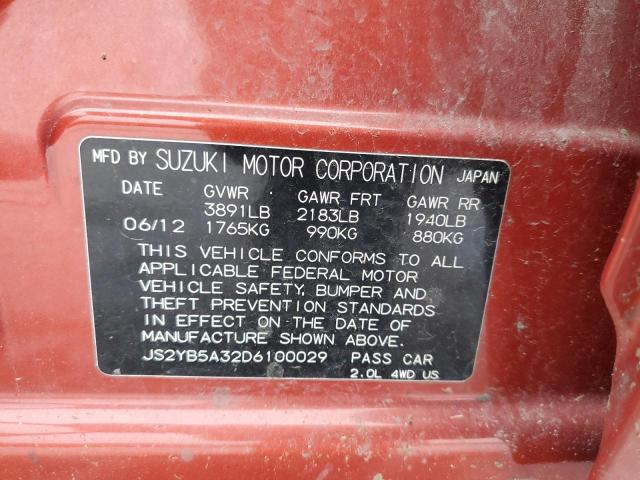 MFD BY SUZUKI MOTOR CORPORATION JAPAN
DATE GVWR GAWR FRT GAWR RR
3891LB 2183LB 1940LB
06/12 1765KG 990KG 880KG
THIS VEHICLE CONFORMS TO ALL
APPLICABLE FEDERAL MOTOR
VEHICLE SAFETY, BUMPER AND
THEFT PREVENTION STANDARDS
IN EFFECT ON THE DATE OF
MANUFACTURE SHOWN ABOVE.
JS2YB5A32D6100029 PASS CAR
2.0L 4WD US